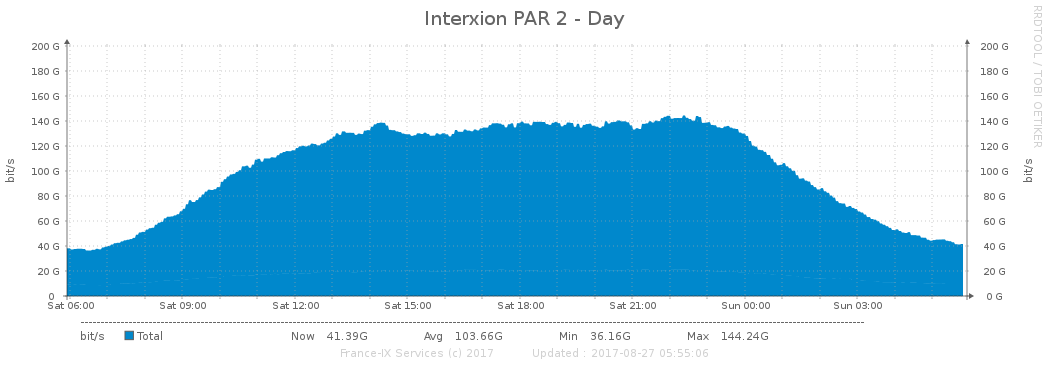 Interxion PAR 2 - Day
RRDTOOL / TOBI OETIKER
200 G 200 G
180 G 180 G
160 G 160 G
140 G 140 G
120 G 120 G
100 G 100 G
80 G 80 G
60 G 60 G
40 G 40 G
20 G 20 G
0 0 G
bit/s bit/s
Sat 06:00 Sat 09:00 Sat 12:00 Sat 15:00 Sat 18:00 Sat 21:00 Sun 00:00 Sun 03:00
bit/s Total Now 41.39G Avg 103.66G Min 36.16G Max 144.24G
France-IX Services (c) 2017 Updated : 2017-08-27 05:55:06